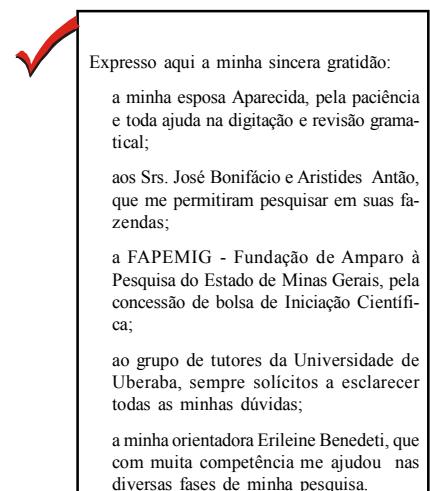 Expresso aqui a minha sincera gratidão:
a minha esposa Aparecida, pela paciência
e toda ajuda na digitação e revisão grama-
tical;
aos Srs. José Bonifácio e Aristides Antão,
que me permitiram pesquisar em suas fa-
zendas;
a FAPEMIG - Fundação de Amparo à
Pesquisa do Estado de Minas Gerais, pela
concessão de bolsa de Iniciação Científi-
ca;
ao grupo de tutores da Universidade de
Uberaba, sempre solícitos a esclarecer
todas as minhas dúvidas;
a minha orientadora Erileine Benedeti, que
com muita competência me ajudou nas
diversas fases de minha pesquisa.